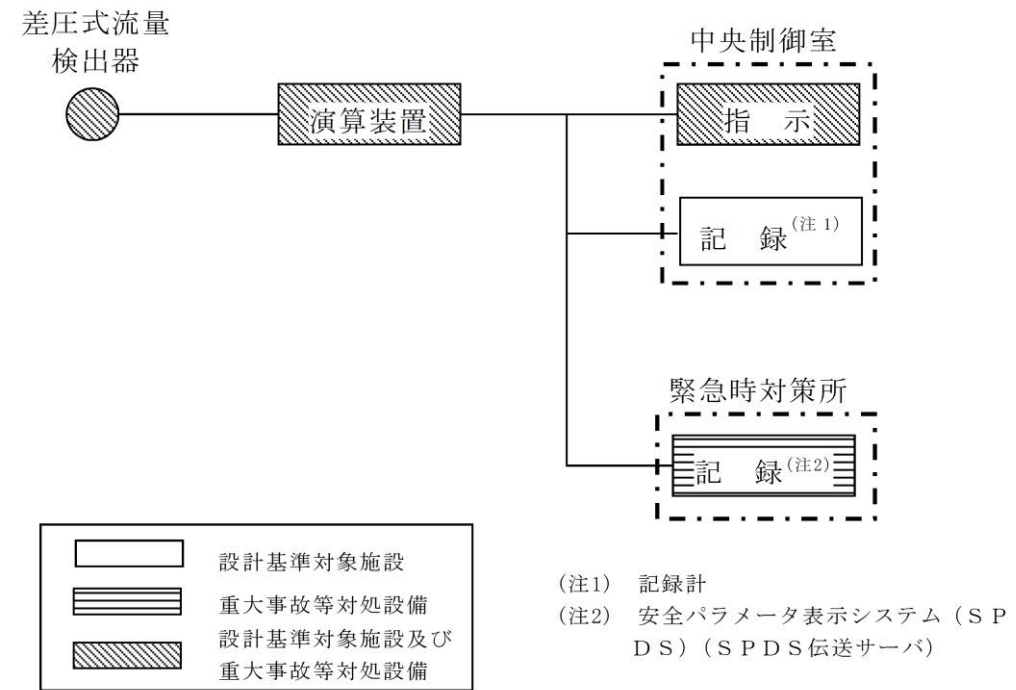 差圧式流量
検出器
中央制御室
演算装置
指　示
記　録(注1)
緊急時対策所
記　録(注2)
設計基準対象施設
重大事故等対処設備
設計基準対象施設及び
重大事故等対処設備
(注1)　記録計
(注2)　安全パラメータ表示システム（ＳＰ
ＤＳ）（ＳＰＤＳ伝送サーバ）